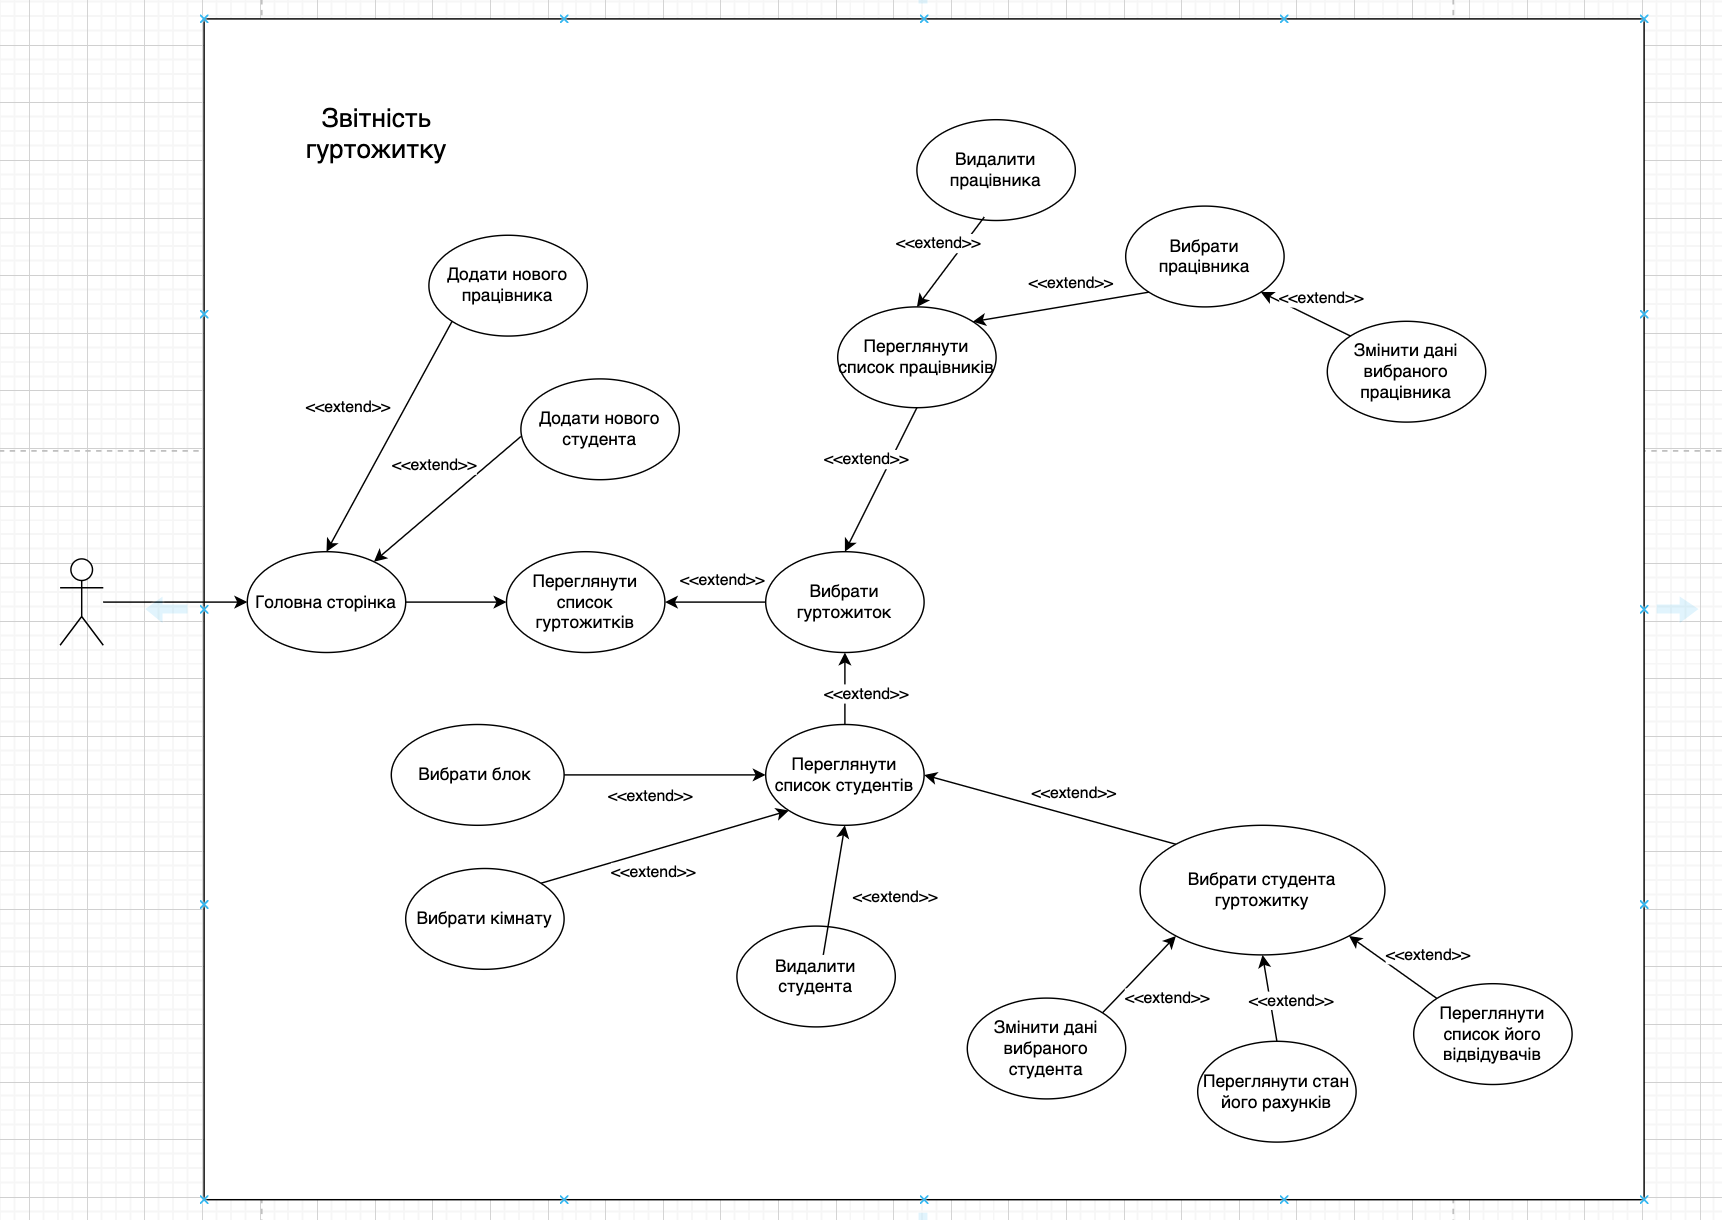 Звітність
гуртожитку
Видалити
працівника
<<extend>>
Вибрати
працівника
<<extend>>
<<extend>>
Додати нового
працівника
Переглянути
список працівників
Змінити дані
вибраного
працівника
<<extend>>
Додати нового
студента
<<extend>>
<<extend>>
Головна сторінка
Переглянути
список
гуртожитків
<<extend>>
Вибрати
гуртожиток
<<extend>>
Вибрати блок
<<extend>>
Переглянути
список студентів
<<extend>>
<<extend>>
Вибрати кімнату
<<extend>>
Вибрати студента
гуртожитку
Видалити
студента
<<extend>>
<<extend>>
<<extend>>
Змінити дані
вибраного
студента
Переглянути стан
його рахунків
Переглянути
список його
відвідувачів